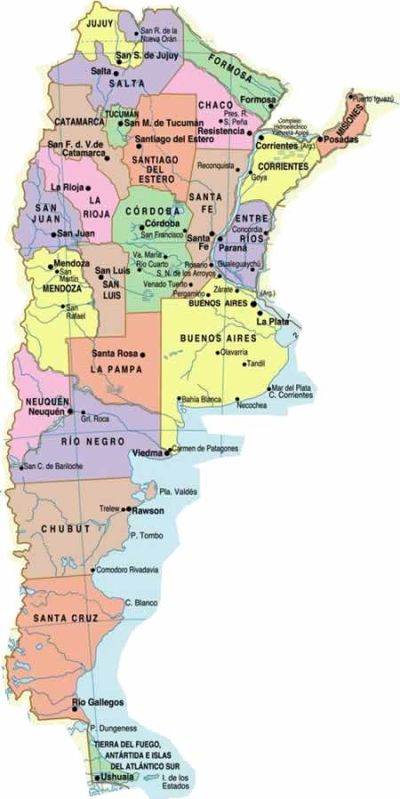 JUJUY
San R. de la
Nueva Orán
San S. de Jujuy
FORMOSA
Salta
SALTA
Puerto Iguazú
CHACO
Formosa
MISIONES
CATAMARCA
TUCUMÁN
San M. de Tucumán
Pres. R.
S. Peña
Complejo
Hidroeléctrico
Resistencia
Corrientes
(Arg.)
Posadas
San F. d. V.de
Catamarca
Santiago del Estero
SANTIAGO
DEL
ESTERO
Reconquista
CORRIENTES
Goya
La Rioja
LA
RIOJA
SANTA
FE
SAN
JUAN
CÓRDOBA
ENTRE
RÍOS
Córdoba
Concordia
San Juan
San Francisco
Santa
Fe
Paraná
Mendoza
San
Martín
MENDOZA
San Luis
SAN
LUIS
Va. María
Río Cuarto
Rosario
Gualeguaychú
S. N. de los Arroyos
Venado Tuerto
Zárate
(Arg.)
Pergamino
San
Rafael
BUENOS AIRES
La Plata
BUENOS AIRES
Santa Rosa
LA PAMPA
Olavarría
Tandil
Mar del Plata
C. Corrientes
NEUQUÉN
Neuquén
Bahía Blanca
Necochea
Grl. Roca
RÍO NEGRO
Viedma
Carmen de Patagones
San C. de Bariloche
Pla. Valdés
Trelew
Rawson
CHUBUT
P. Tombo
Comodoro Rivadavia
C. Blanco
SANTA CRUZ
Río Gallegos
P. Dungeness
TIERRA DEL FUEGO,
ANTÁRTIDA E ISLAS
DEL ATLÁNTICO SUR
Ushuaia
I. de los
Estados